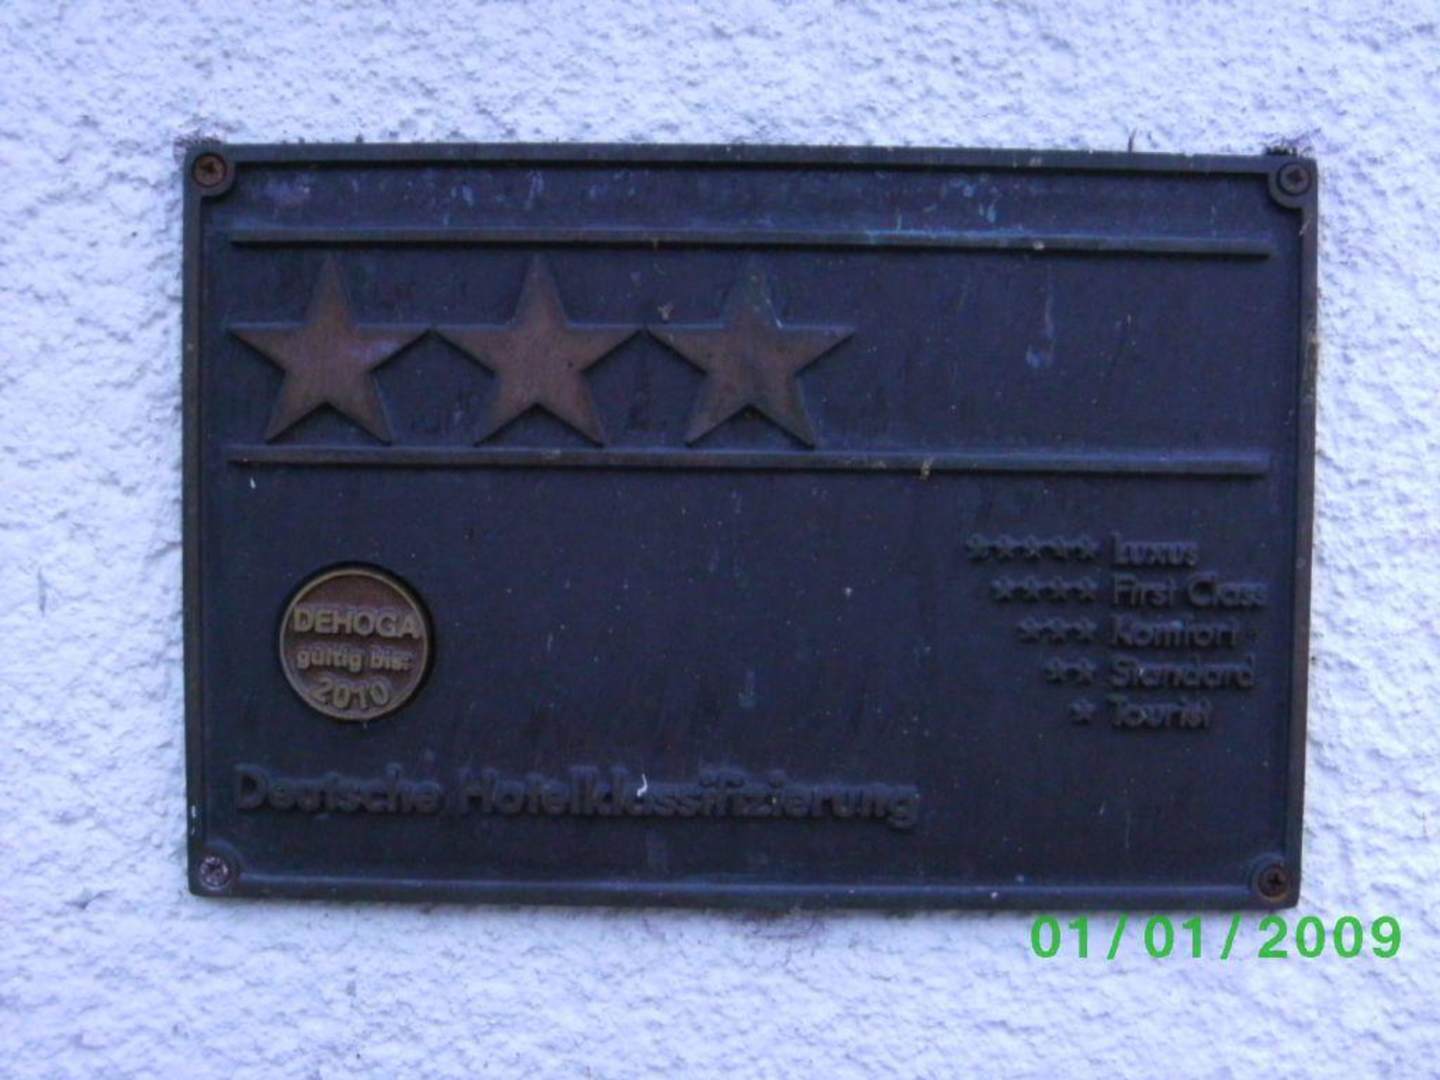 DEHOGA
gültig bis:
2010
Luxus
First Class
Komfort
Standard
Tourist
Deutsche Hotelklassifizierung
01/01/2009